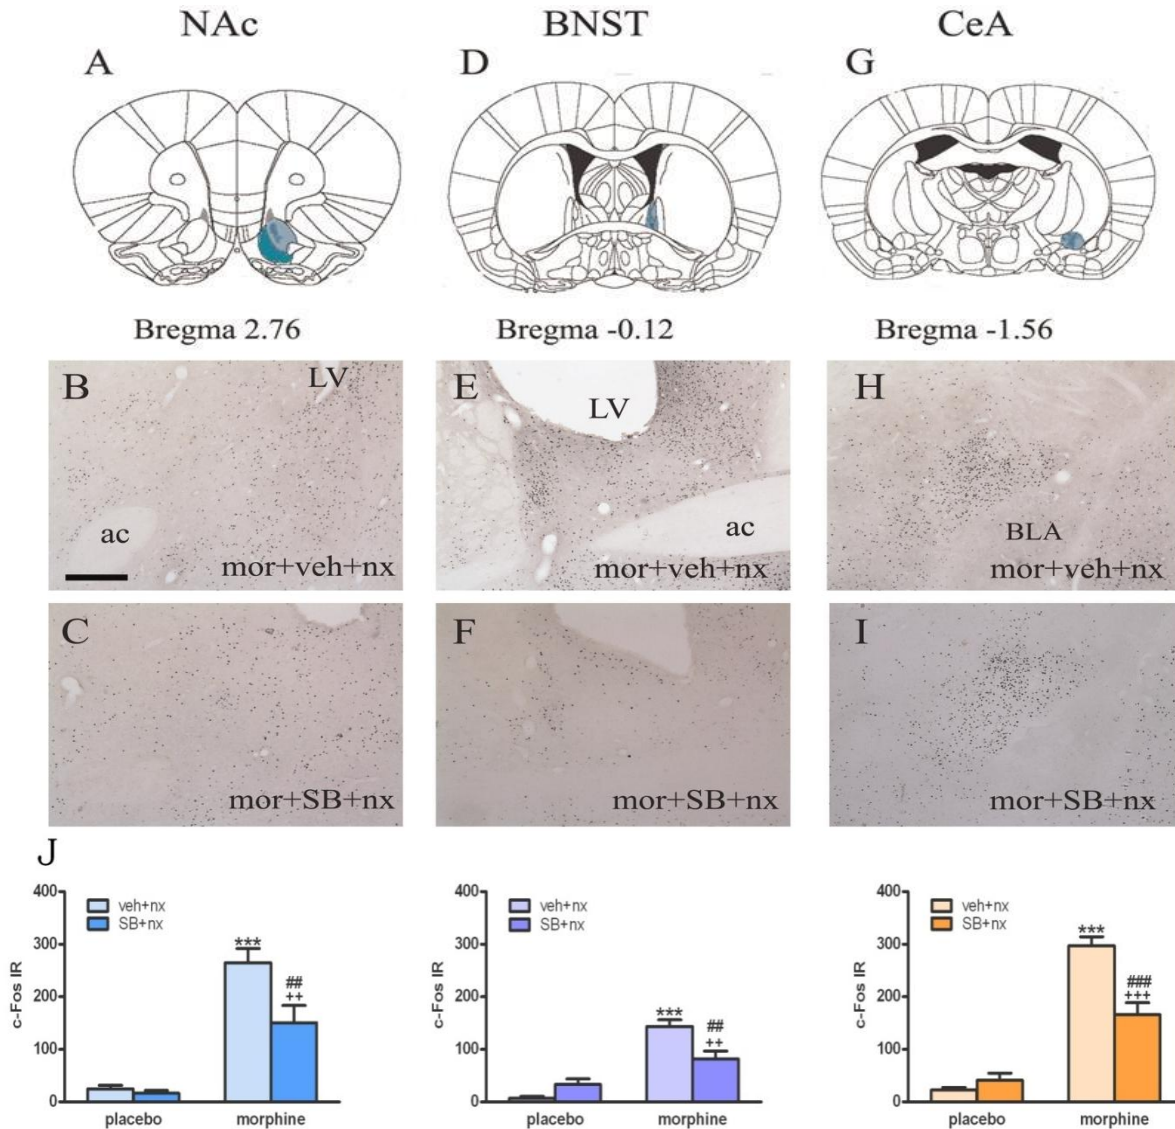 NAc BNST CeA
A D G
Bregma 2.76 Bregma -0.12 Bregma -1.56
B LV
ac
mor+veh+nx
E LV
ac
mor+veh+nx
H
BLA
mor+veh+nx
C
mor+SB+nx
F
mor+SB+nx
I
mor+SB+nx
J
400
300
200
100
0
c-Fos IR
veh+nx
SB+nx
***
##
++
placebo morphine
400
300
200
100
0
c-Fos IR
veh+nx
SB+nx
***
##
++
placebo morphine
400
300
200
100
0
c-Fos IR
veh+nx
SB+nx
***
###
+++
placebo morphine